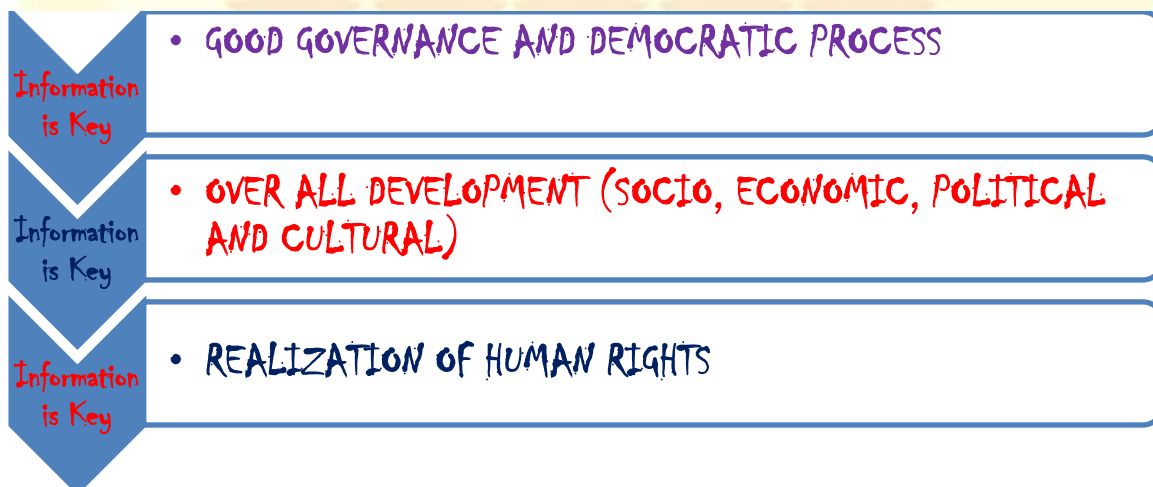 Information
is Key
• GOOD GOVERNANCE AND DEMOCRATIC PROCESS
Information
is Key
• OVER ALL DEVELOPMENT (SOCIO, ECONOMIC, POLITICAL
AND CULTURAL)
Information
is Key
• REALIZATION OF HUMAN RIGHTS